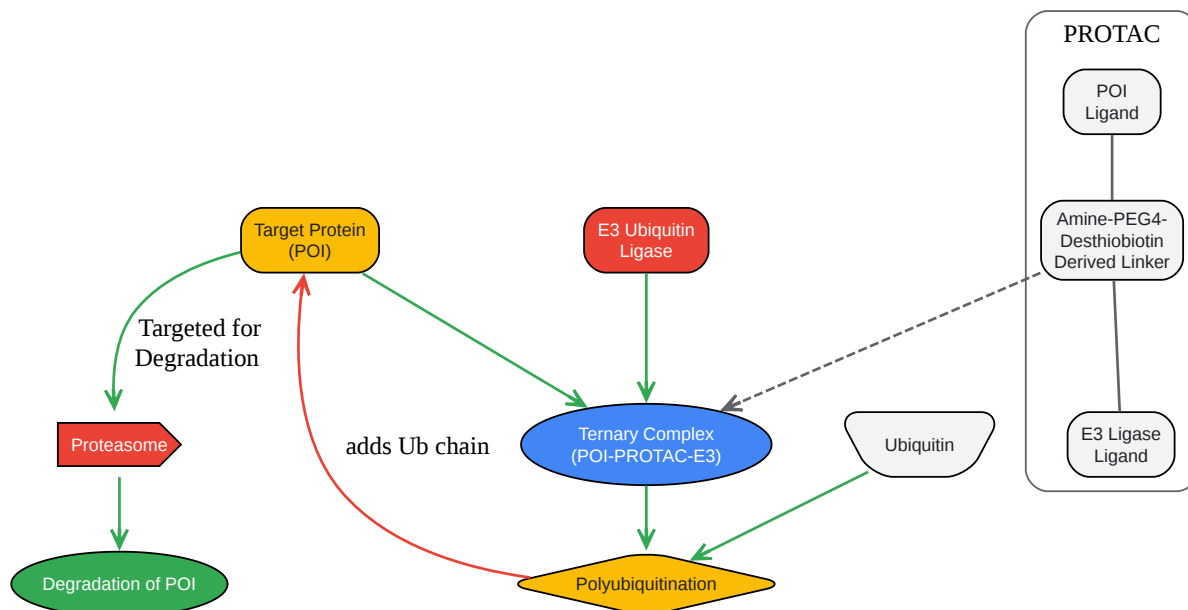 PROTAC
POI
Ligand
Target Protein
(POI)
E3 Ubiquitin
Ligase
Amine-PEG4-
Desthiobiotin
Derived Linker
Targeted for
Degradation
Proteasome
adds Ub chain
Ternary Complex
(POI-PROTAC-E3)
Ubiquitin
E3 Ligase
Ligand
Degradation of POI
Polyubiquitination